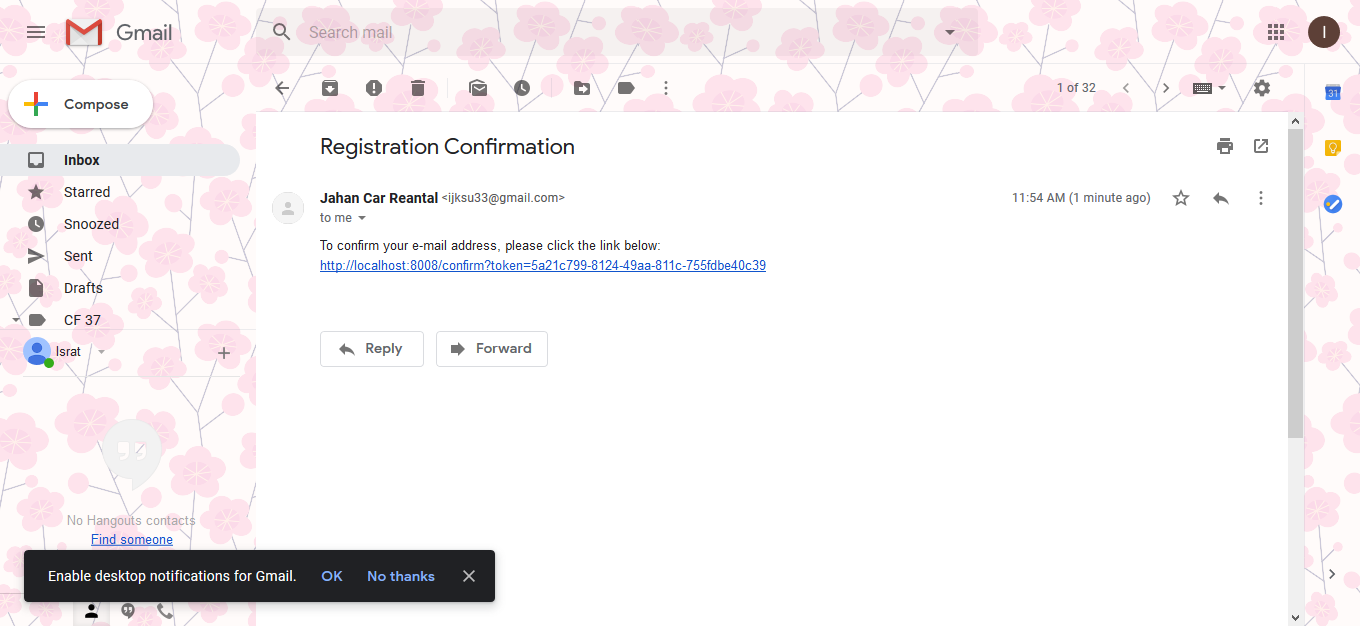 Gmail
Search mail
I
Compose
1 of 32
31
Inbox
Starred
Snoozed
Sent
Drafts
CF 37
Israt
No Hangouts contacts
Find someone
Registration Confirmation
Jahan Car Reantal <ijksu33@gmail.com>
11:54 AM (1 minute ago)
to me
To confirm your e-mail address, please click the link below:
http://localhost:8008/confirm?token=5a21c799-8124-49aa-811c-755fdbe40c39
Reply
Forward
Enable desktop notifications for Gmail. OK No thanks